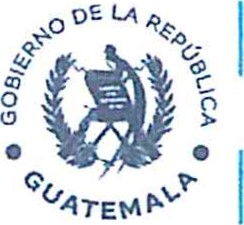 GOBIERNO DE LA REPÚBLICA
GUATEMALA